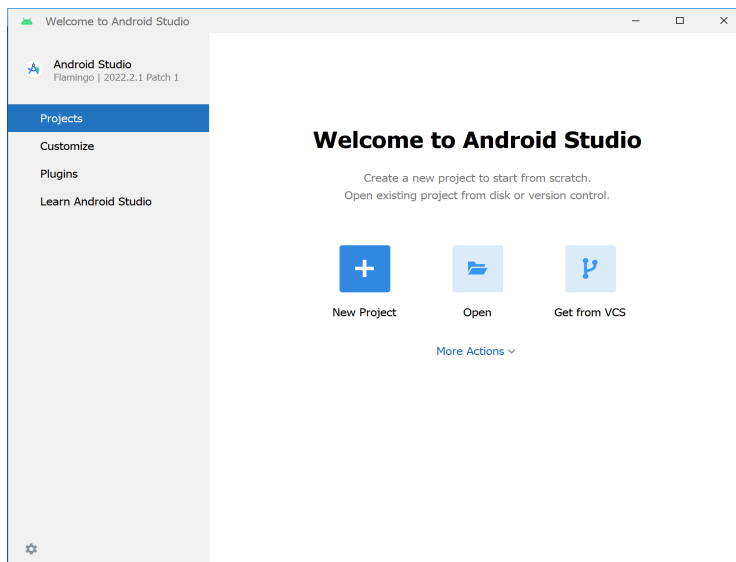 Welcome to Android Studio
Android Studio
Flamingo | 2022.2.1 Patch 1
Projects
Customize
Plugins
Learn Android Studio
Welcome to Android Studio
Create a new project to start from scratch.
Open existing project from disk or version control.
New Project
Open
Get from VCS
More Actions